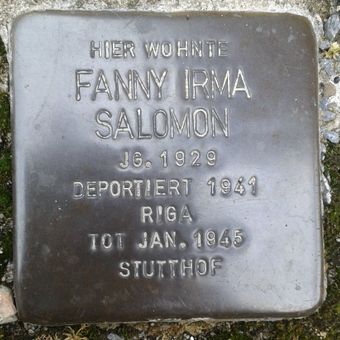 HIER WOHNTE
FANNY IRMA
SALOMON
JG. 1929
DEPORTIERT 1941
RIGA
TOT JAN. 1945
STUTTHOF